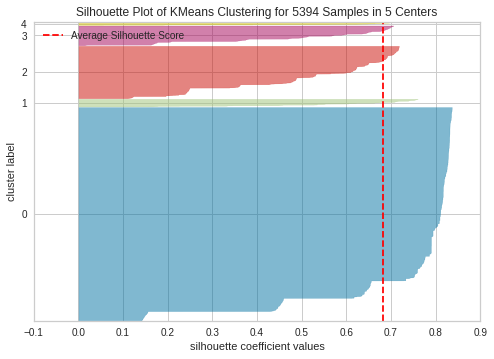 Silhouette Plot of KMeans Clustering for 5394 Samples in 5 Centers
Average Silhouette Score
cluster label
4
3
2
1
0
−0.1 0.0 0.1 0.2 0.3 0.4 0.5 0.6 0.7 0.8 0.9
silhouette coefficient values